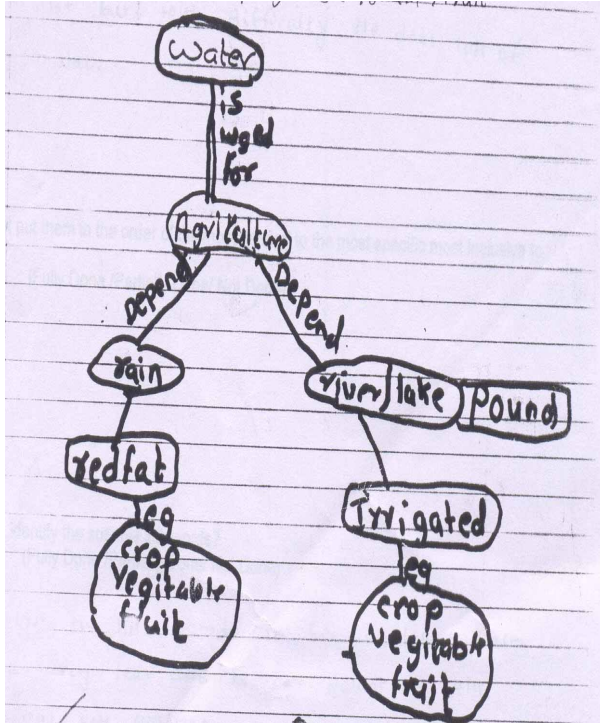 Water
is
used
for
Agriculture
Depend
Depend
rain
river/lake
Pound
redfat
Irrigated
eg
crop
vegitable
fruit
eg
crop
vegitable
fruit